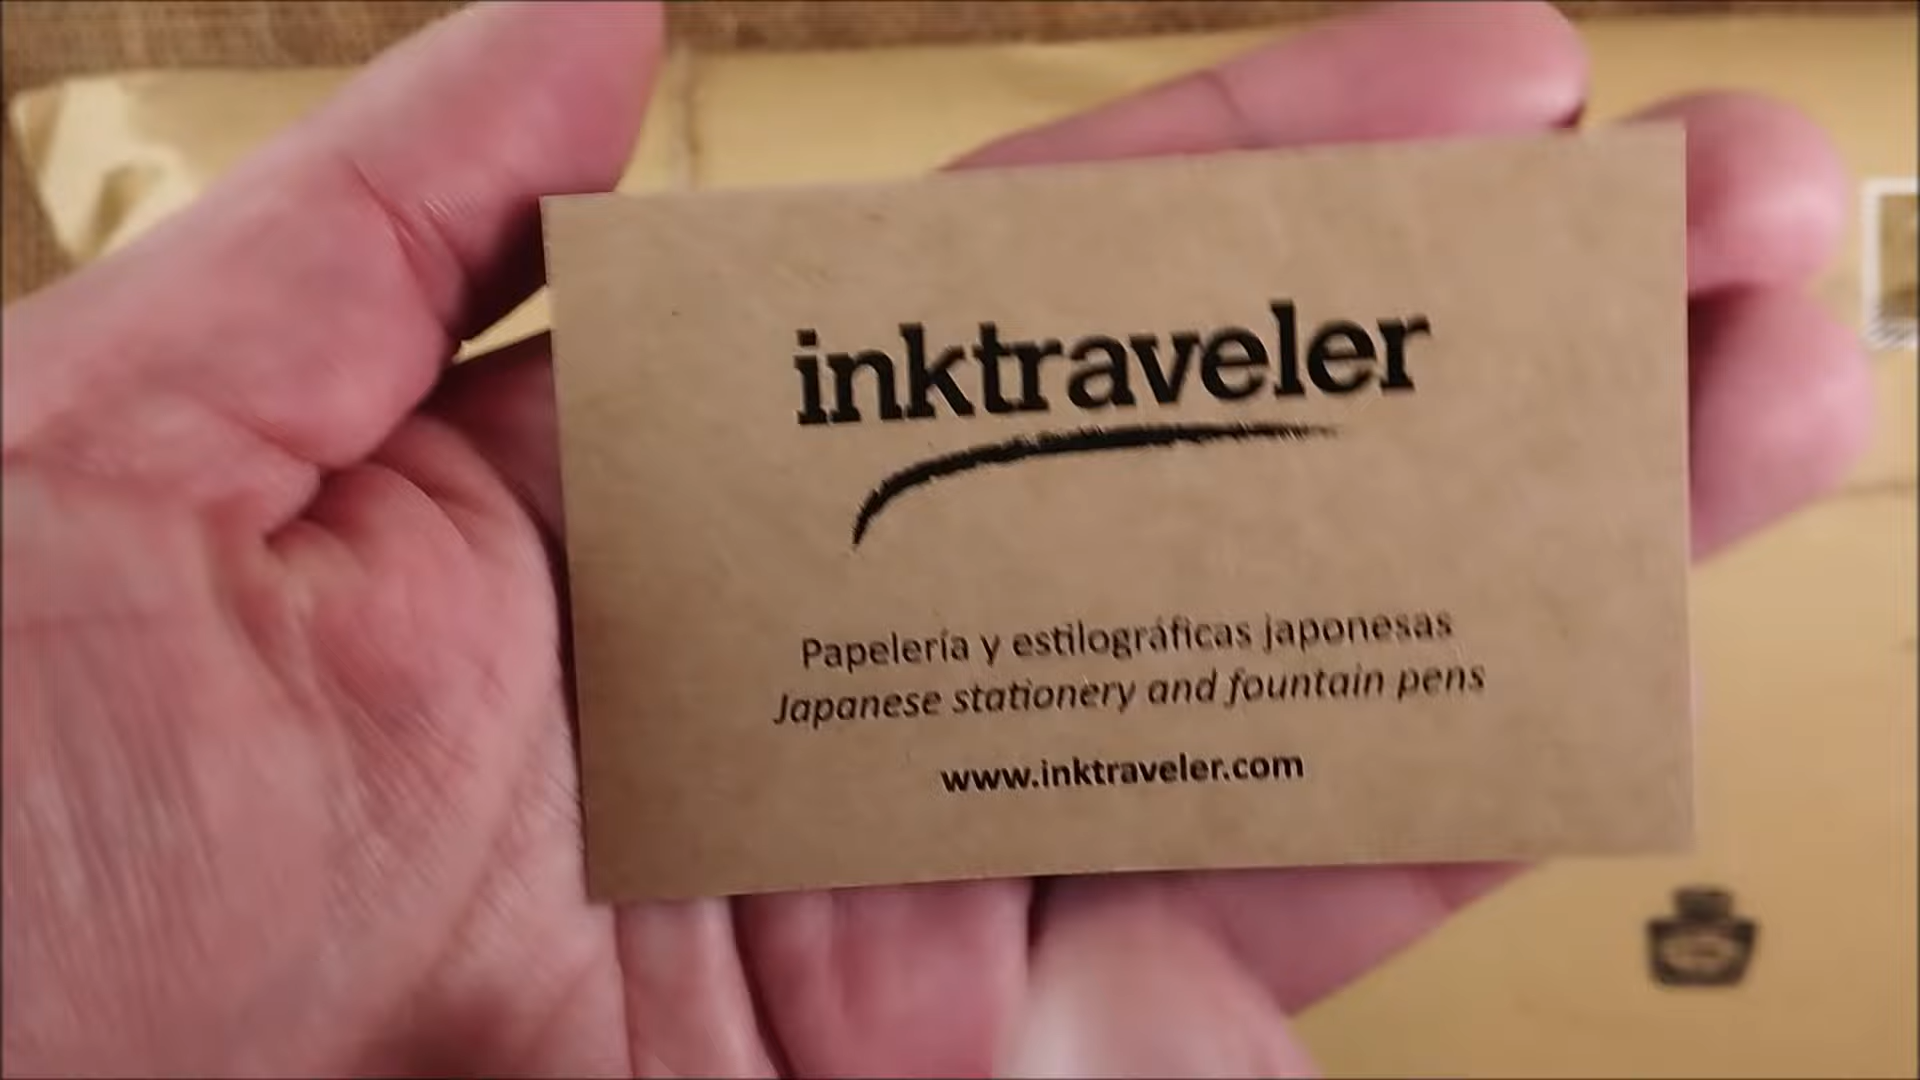 inktraveler
Papelería y estilográficas japonesas
Japanese stationery and fountain pens
www.inktraveler.com